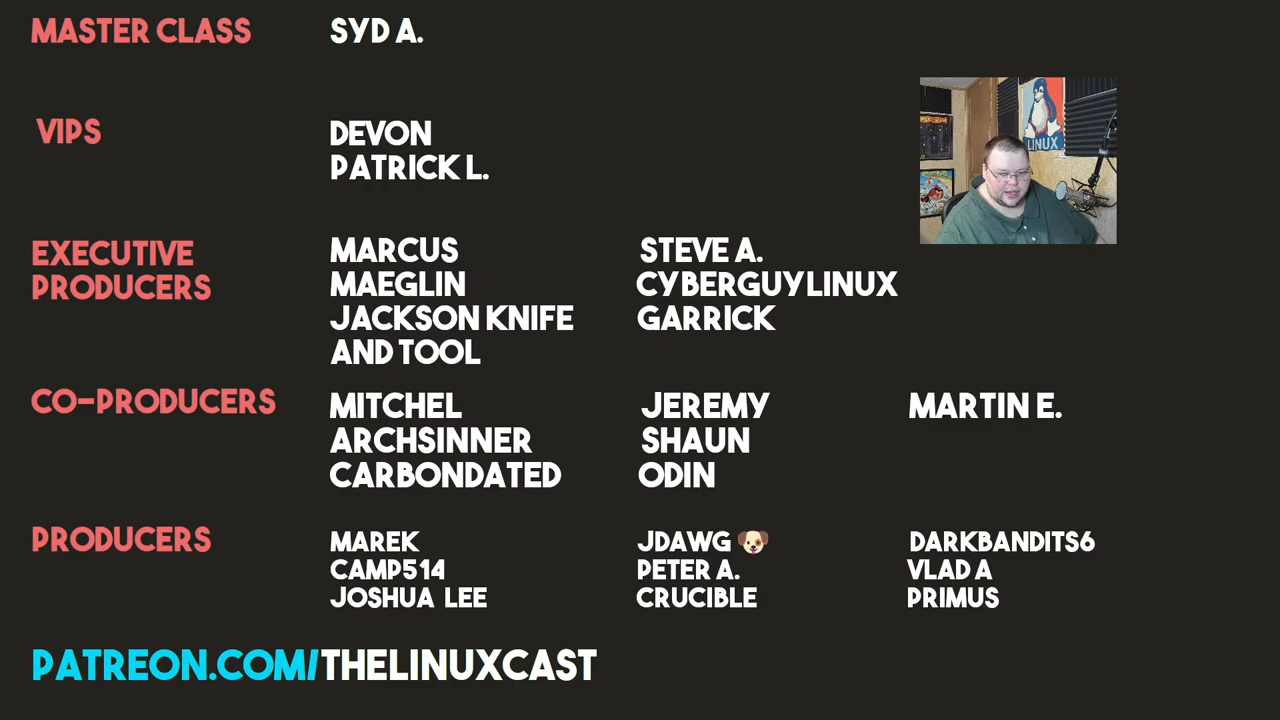 MASTER CLASS
SYD A.
VIPS
DEVON
PATRICK L.
LINUX
EXECUTIVE
PRODUCERS
MARCUS
MAEGLIN
JACKSON KNIFE
AND TOOL
STEVE A.
CYBERGUYLINUX
GARRICK
CO-PRODUCERS
MITCHEL
ARCHSINNER
CARBONDATED
JEREMY
SHAUN
ODIN
MARTIN E.
PRODUCERS
MAREK
CAMP514
JOSHUA LEE
JDAWG 🐶
PETER A.
CRUCIBLE
DARKBANDITS6
VLAD A
PRIMUS
PATREON.COM/THELINUXCAST